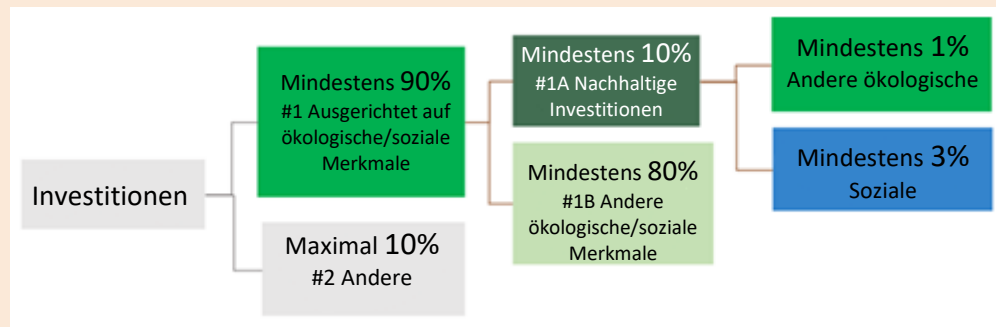 Investitionen
Mindestens 90%
#1 Ausgerichtet auf
ökologische/soziale
Merkmale
Maximal 10%
#2 Andere
Mindestens 10%
#1A Nachhaltige
Investitionen
Mindestens 80%
#1B Andere
ökologische/soziale
Merkmale
Mindestens 1%
Andere ökologische
Mindestens 3%
Soziale